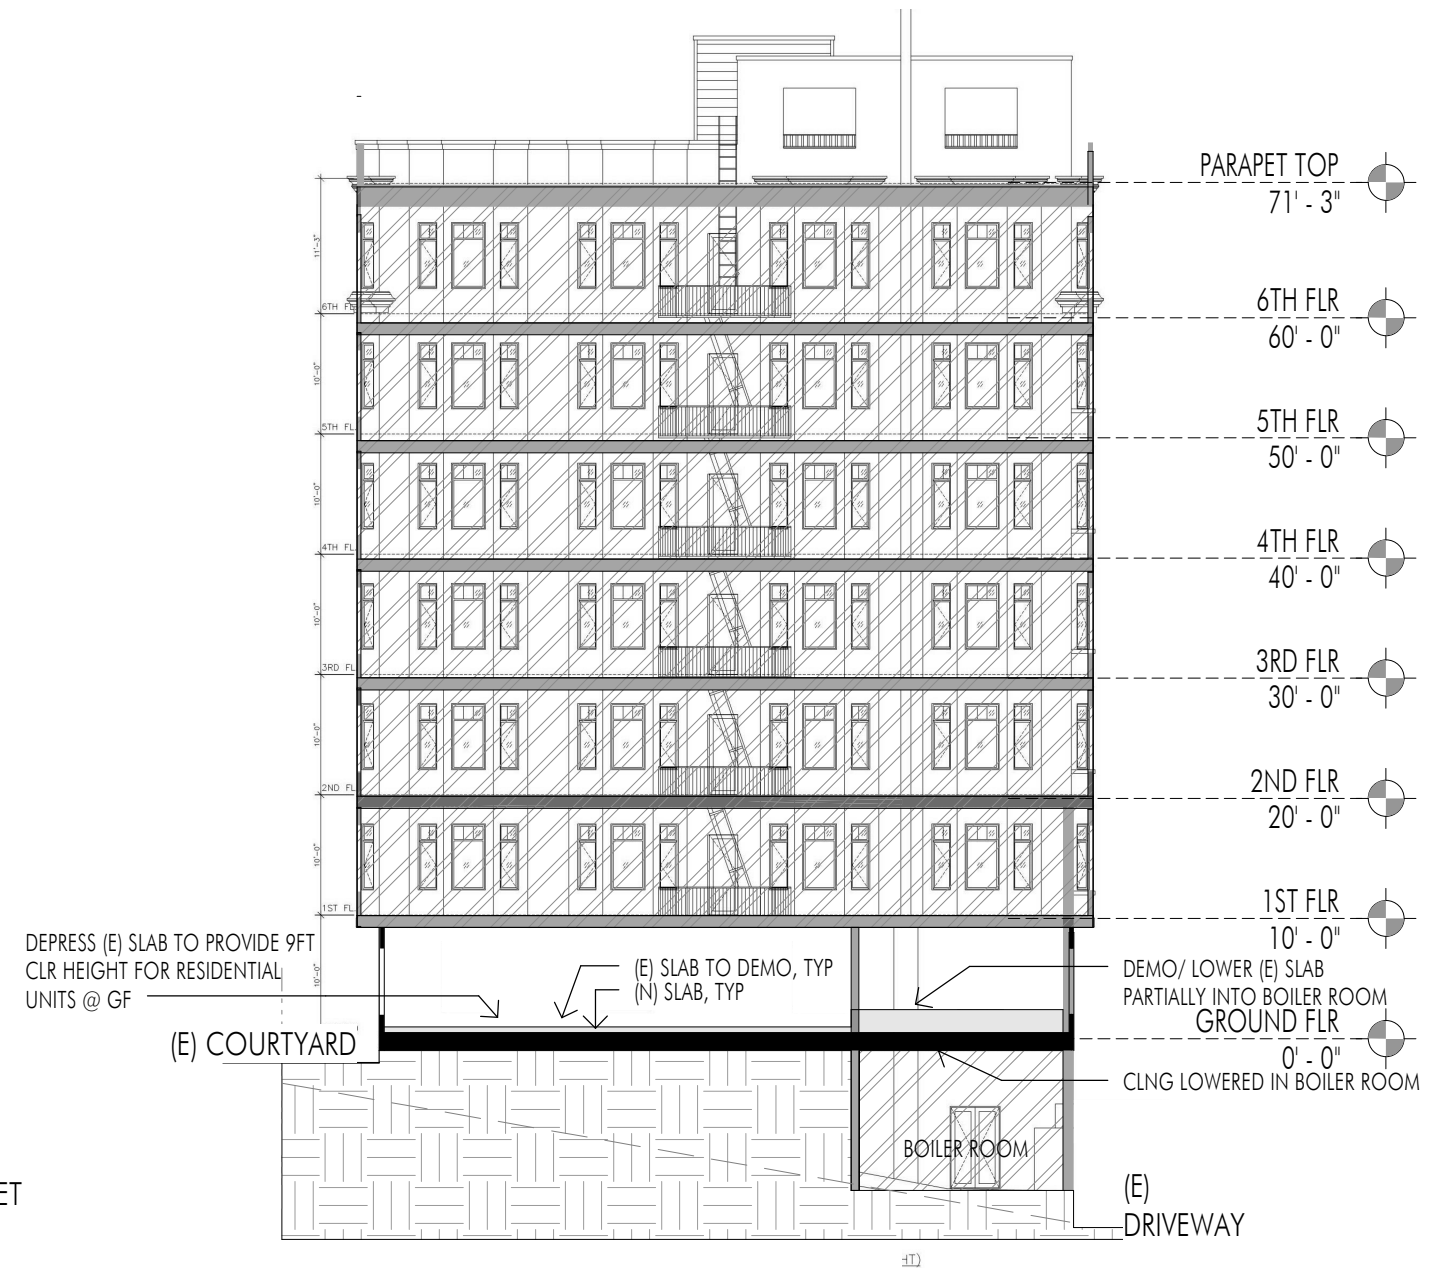 PARAPET TOP
71' - 3"
11'-3"
6TH FL
6TH FLR
60' - 0"
10'-0"
5TH FL.
5TH FLR
50' - 0"
10'-0"
4TH FL.
4TH FLR
40' - 0"
10'-0"
3RD FL
3RD FLR
30' - 0"
10'-0"
2ND FL
2ND FLR
20' - 0"
10'-0"
1ST FL.
1ST FLR
10' - 0"
10'-0"
DEPRESS (E) SLAB TO PROVIDE 9FT
CLR HEIGHT FOR RESIDENTIAL
UNITS @ GF
(E) SLAB TO DEMO, TYP
(N) SLAB, TYP
DEMO/ LOWER (E) SLAB
PARTIALLY INTO BOILER ROOM
GROUND FLR
0' - 0"
(E) COURTYARD
CLNG LOWERED IN BOILER ROOM
BOILER ROOM
ET
(E)
DRIVEWAY
HT)